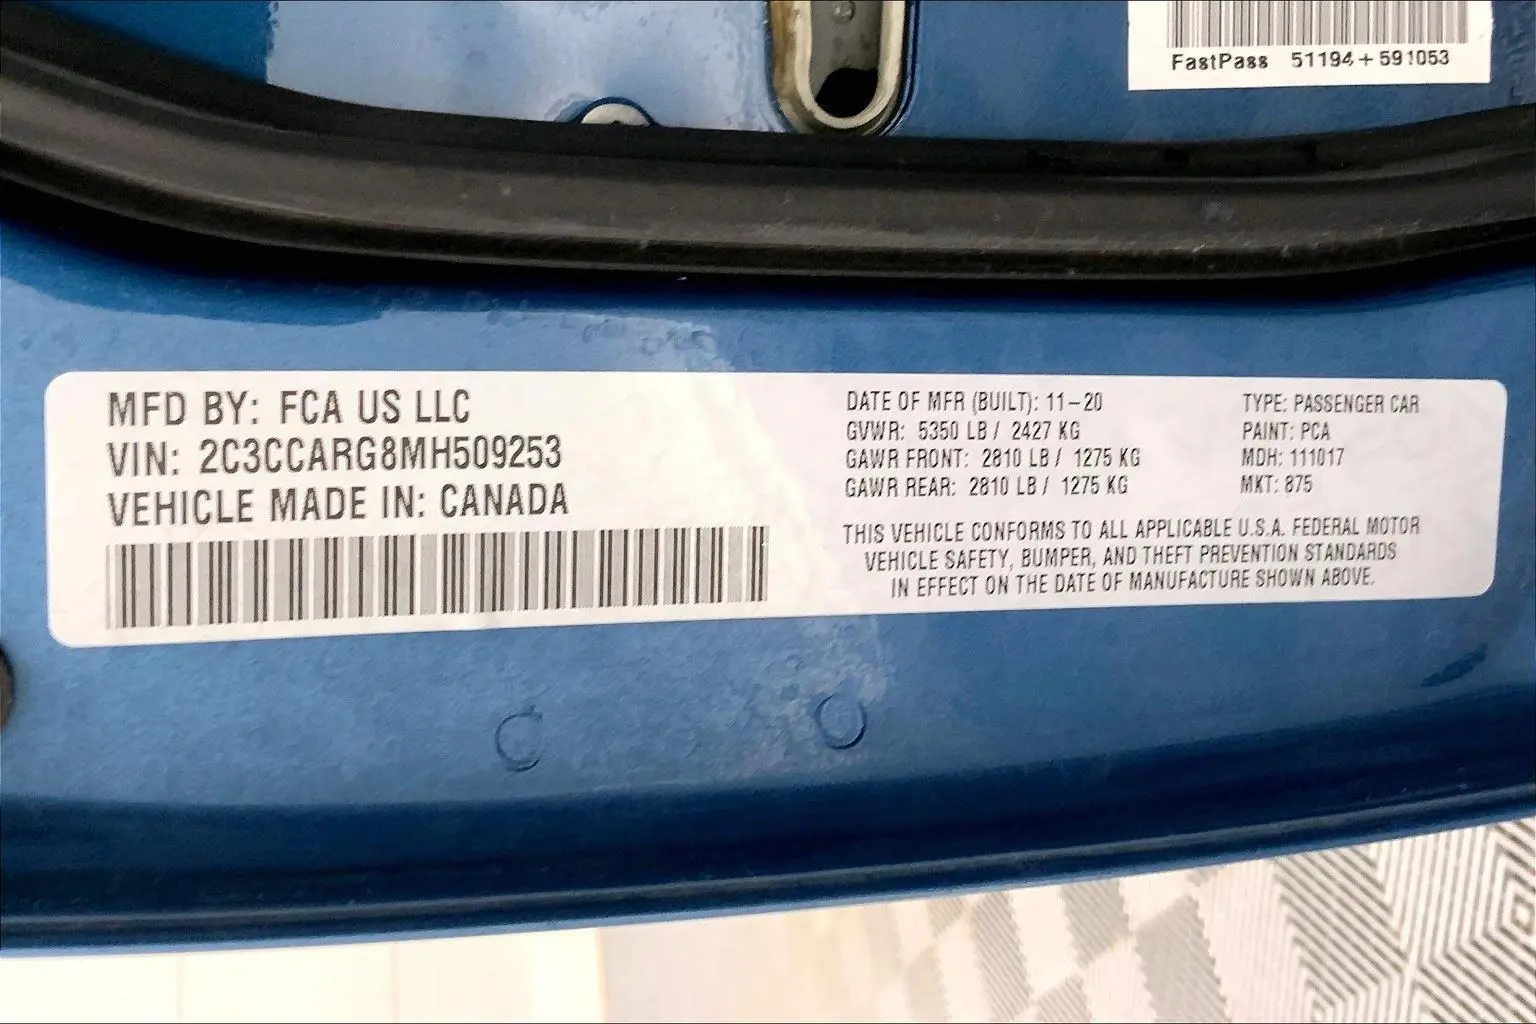 FastPass 51194+591053
MFD BY: FCA US LLC
VIN: 2C3CCARG8MH509253
VEHICLE MADE IN: CANADA
DATE OF MFR (BUILT): 11-20
GVWR: 5350 LB / 2427 KG
GAWR FRONT: 2810 LB / 1275 KG
GAWR REAR: 2810 LB / 1275 KG
TYPE: PASSENGER CAR
PAINT: PCA
MDH: 111017
MKT: 875
THIS VEHICLE CONFORMS TO ALL APPLICABLE U.S.A. FEDERAL MOTOR
VEHICLE SAFETY, BUMPER, AND THEFT PREVENTION STANDARDS
IN EFFECT ON THE DATE OF MANUFACTURE SHOWN ABOVE.